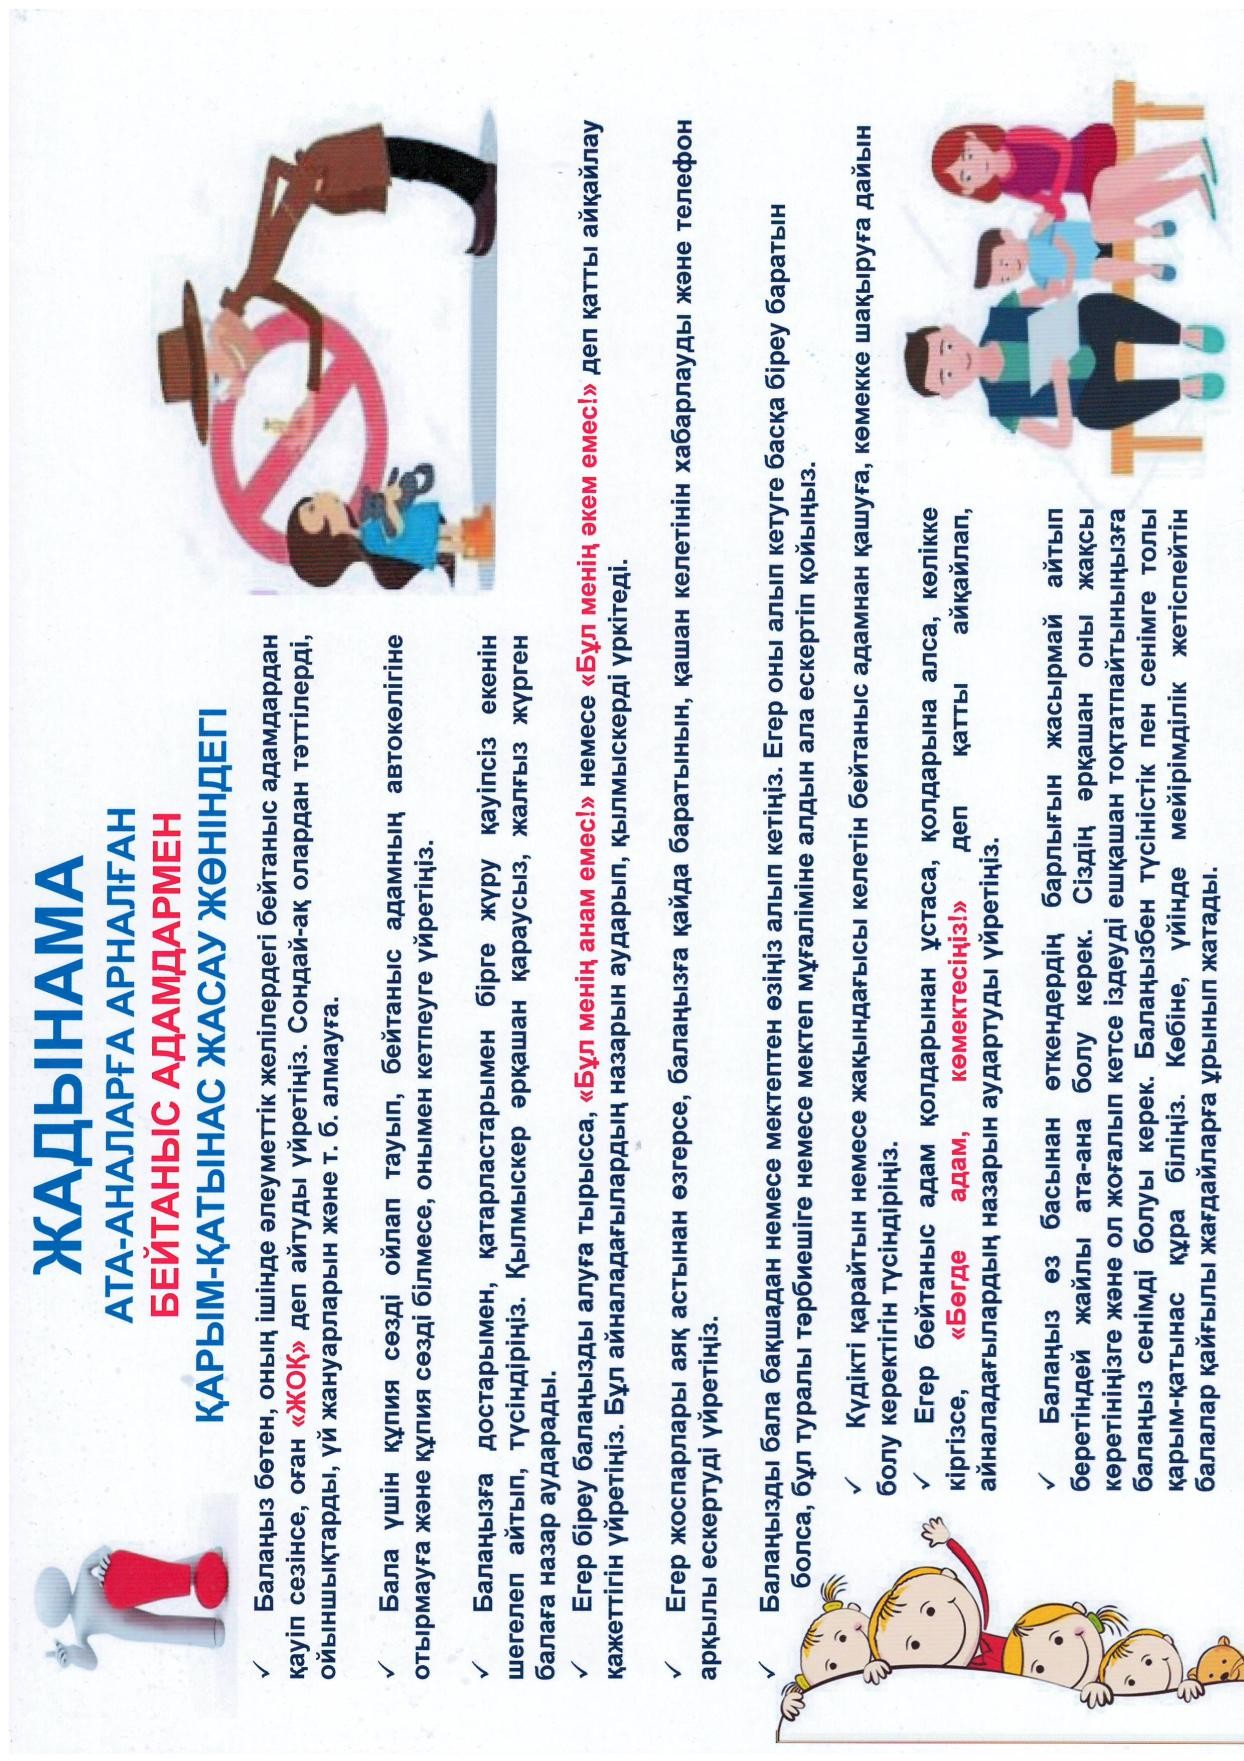 ЖАДЫНАМА
АТА-АНАЛАРҒА АРНАЛҒАН
БЕЙТАНЫС АДАМДАРМЕН
ҚАРЫМ-ҚАТЫНАС ЖАСАУ ЖӨНІНДЕГІ
✓ Балаңыз бөтен, оның ішінде әлеуметтік желілердегі бейтаныс адамдардан
қауіп сезінсе, оған «ЖОҚ» деп айтуды үйретіңіз. Сондай-ақ олардан тәттілерді,
ойыншықтарды, үй жануарларын және т. б. алмауға.
✓ Бала үшін құпия сөзді ойлап тауып, бейтаныс адамның автокөлігіне
отырмауға және құпия сөзді білмесе, онымен кетпеуге үйретіңіз.
✓ Балаңызға достарымен, қатарластарымен бірге жүру қауіпсіз екенін
шегелеп айтып, түсіндіріңіз. Қылмыскер әрқашан қараусыз, жалғыз жүрген
балаға назар аударады.
✓ Егер біреу балаңызды алуға тырысса, «Бұл менің анам емес!» немесе «Бұл менің әкем емес!» деп қатты айқайлау
қажеттігін үйретіңіз. Бұл айналадағылардың назарын аударып, қылмыскерді үркітеді.
✓ Егер жоспарлары аяқ астынан өзгерсе, балаңызға қайда баратынын, қашан келетінін хабарлауды және телефон
арқылы ескертуді үйретіңіз.
✓ Балаңызды бала бақшадан немесе мектептен өзіңіз алып кетіңіз. Егер оны алып кетуге басқа біреу баратын
болса, бұл туралы тәрбиешіге немесе мектеп мұғаліміне алдын ала ескертіп қойыңыз.
✓ Күдікті қарайтын немесе жақындағысы келетін бейтаныс адамнан қашуға, көмекке шақыруға дайын
болу керектігін түсіндіріңіз.
✓ Егер бейтаныс адам қолдарынан ұстаса, қолдарына алса, көлікке
кіргізсе, «Бөгде адам, көмектесіңіз!» деп қатты айқайлап,
айналадағылардың назарын аудартуды үйретіңіз.
✓ Балаңыз өз басынан өткендердің барлығын жасырмай айтып
беретіндей жайлы ата-ана болу керек. Сіздің әрқашан оны жақсы
көретініңізге және ол жоғалып кетсе іздеуді ешқашан тоқтатпайтыныңызға
балаңыз сенімді болуы керек. Балаңызбен түсіністік пен сенімге толы
қарым-қатынас құра біліңіз. Көбіне, үйінде мейірімділік жетіспейтін
балалар қайғылы жағдайларға ұрынып жатады.